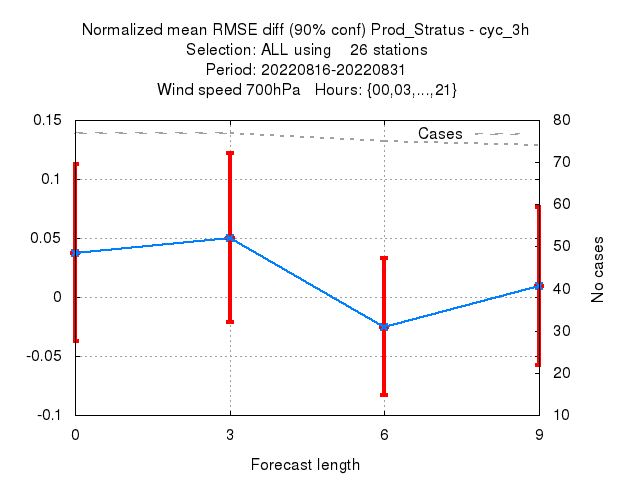 Normalized mean RMSE diff (90% conf) Prod_Stratus - cyc_3h
Selection: ALL using 26 stations
Period: 20220816-20220831
Wind speed 700hPa Hours: {00,03,...,21}
Cases
0.15
0.1
0.05
0
-0.05
-0.1
80
70
60
50
40
30
20
10
No cases
0 3 6 9
Forecast length